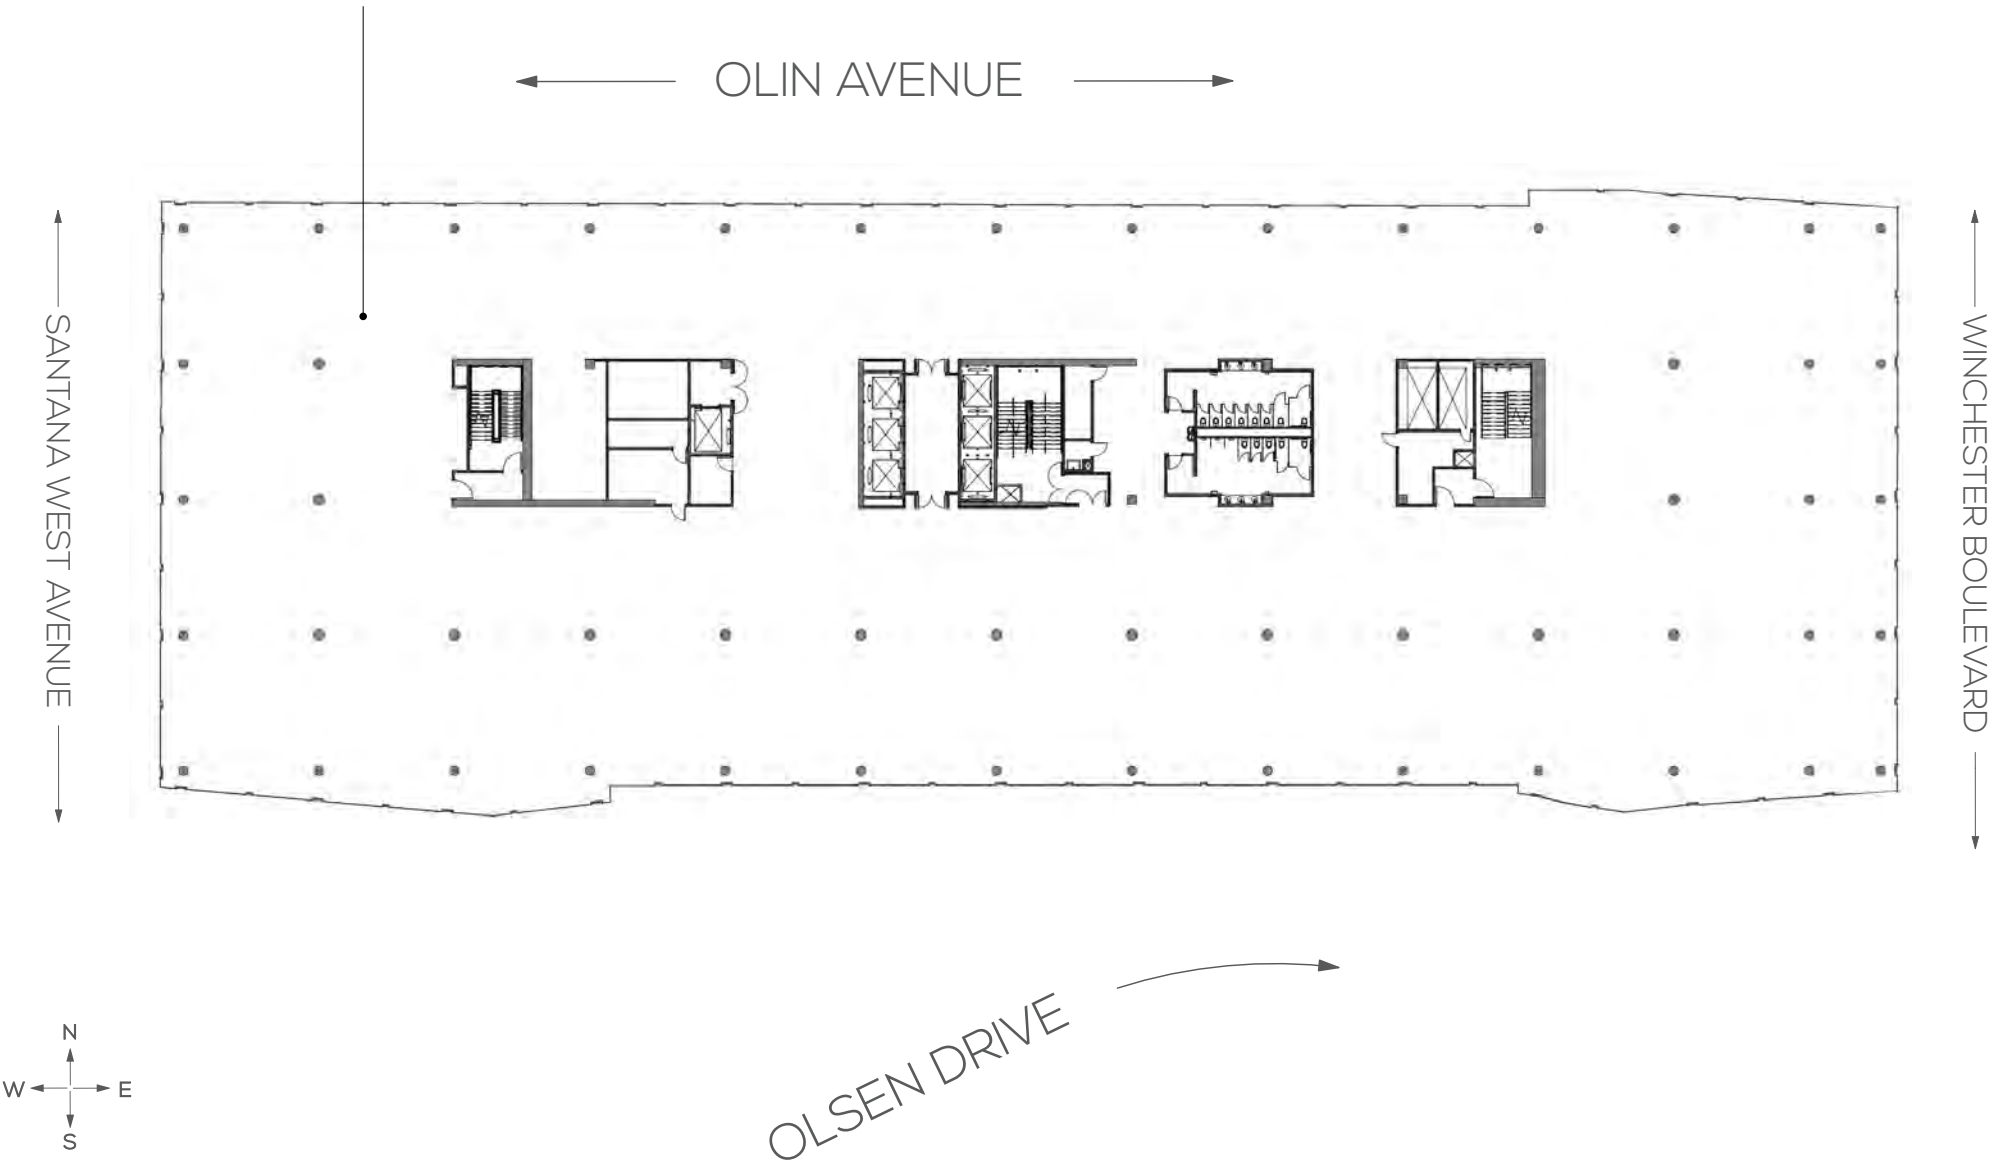 OLIN AVENUE
SANTANA WEST AVENUE
WINCHESTER BOULEVARD
OLSEN DRIVE
N
W E
S